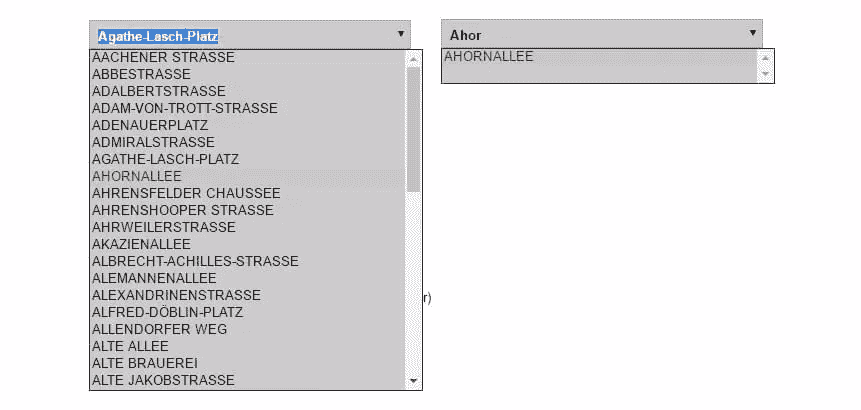 Agathe-Lasch-Platz
AACHENER STRASSE
ABBESTRASSE
ADALBERTSTRASSE
ADAM-VON-TROTT-STRASSE
ADENAUERPLATZ
ADMIRALSTRASSE
AGATHE-LASCH-PLATZ
AHORNALLEE
AHRENSFELDER CHAUSSEE
AHRENSHOOPER STRASSE
AHRWEILERSTRASSE
AKAZIENALLEE
ALBRECHT-ACHILLES-STRASSE
ALEMANNENALLEE
ALEXANDRINENSTRASSE
ALFRED-DÖBLIN-PLATZ
ALLENDORFER WEG
ALTE ALLEE
ALTE BRAUEREI
ALTE JAKOBSTRASSE
r)
Ahor
AHORNALLEE